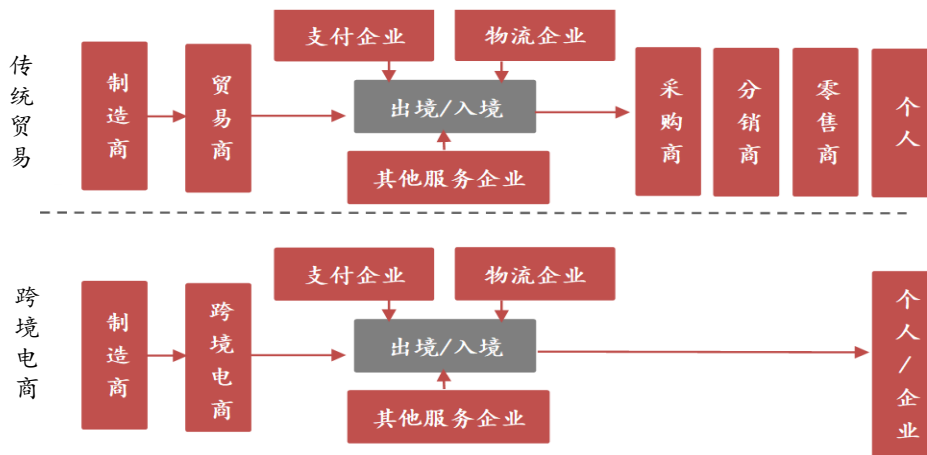 传统贸易
制造商
贸易商
支付企业
物流企业
出境/入境
其他服务企业
采购商
分销商
零售商
个人
跨境电商
制造商
跨境电商
支付企业
物流企业
出境/入境
其他服务企业
个人/企业